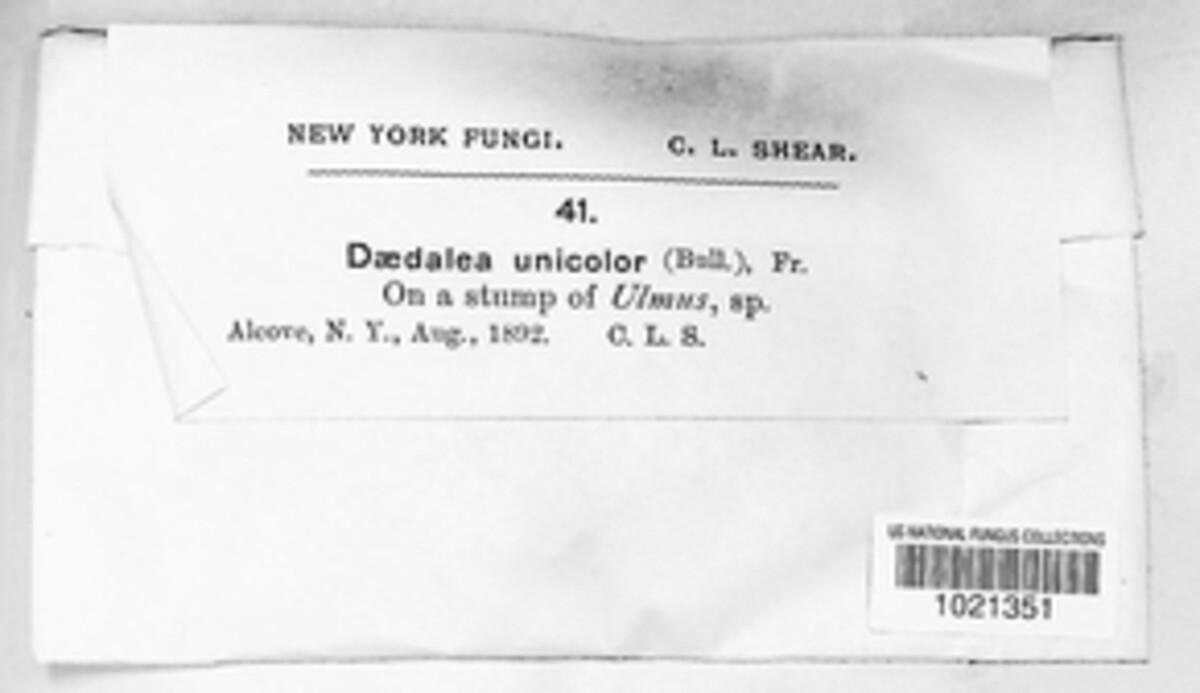 NEW YORK FUNGI. C. L. SHEAR.
41.
Dædalea unicolor (Bull.), Fr.
On a stump of Ulmus, sp.
Alcove, N. Y., Aug., 1892. C. L. S.
US NATIONAL FUNGUS COLLECTIONS
1021351